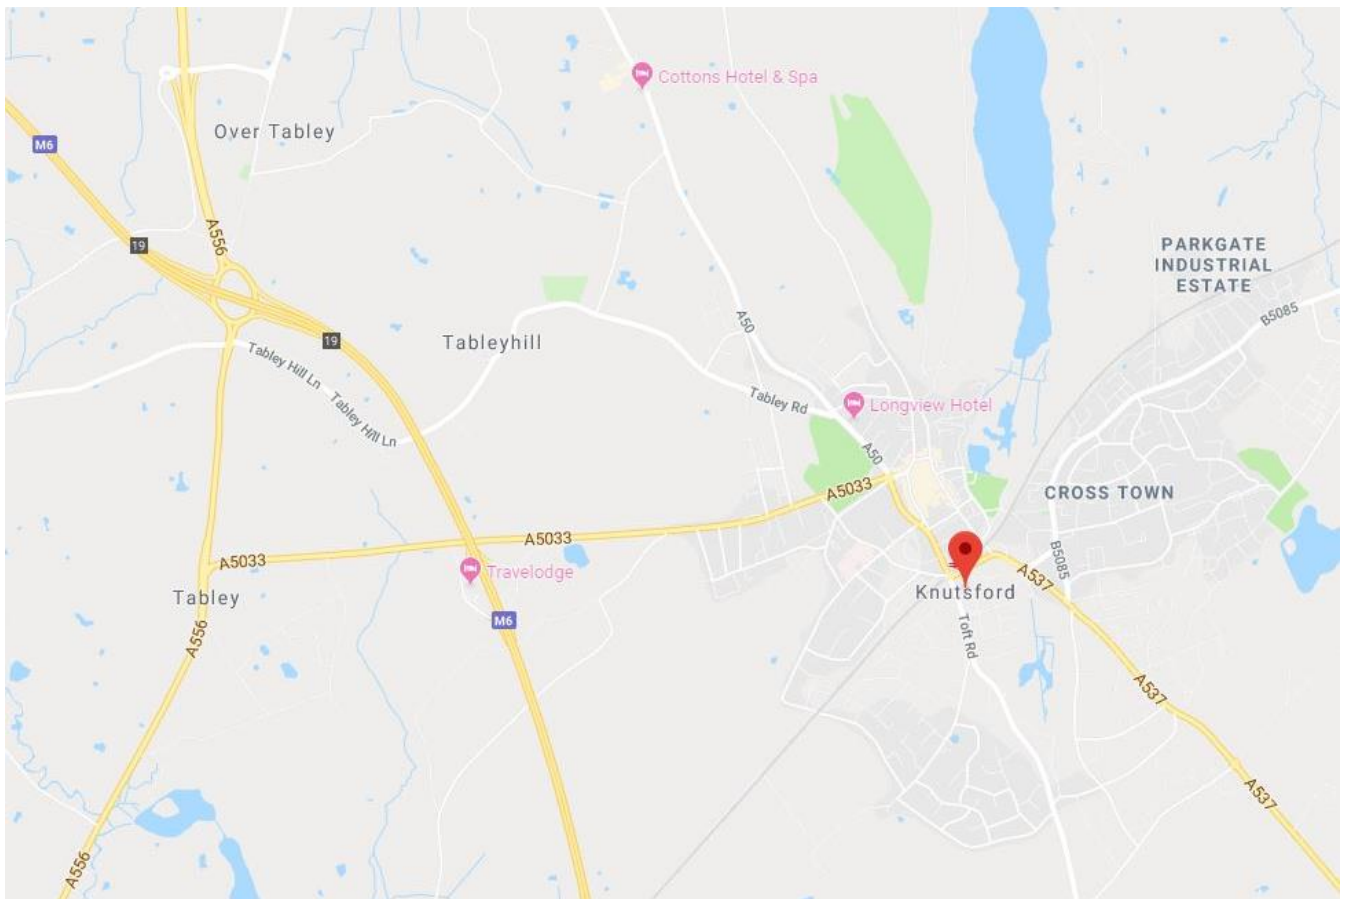 Cottons Hotel & Spa
Over Tabley
M6
A556
19
PARKGATE
INDUSTRIAL
ESTATE
B5085
A50
19
Tabley Hill Ln
Tableyhill
Tabley Hill Ln
Tabley Rd
Longview Hotel
A50
A5033
CROSS TOWN
A5033
A5033
Travelodge
B5085
A537
Tabley
Knutsford
M6
A556
Toft Rd
A537
A537
A556